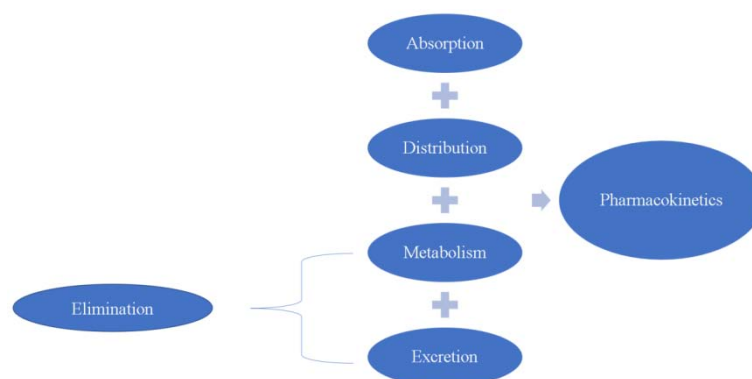 Absorption
Distribution
Pharmacokinetics
Metabolism
Elimination
Excretion